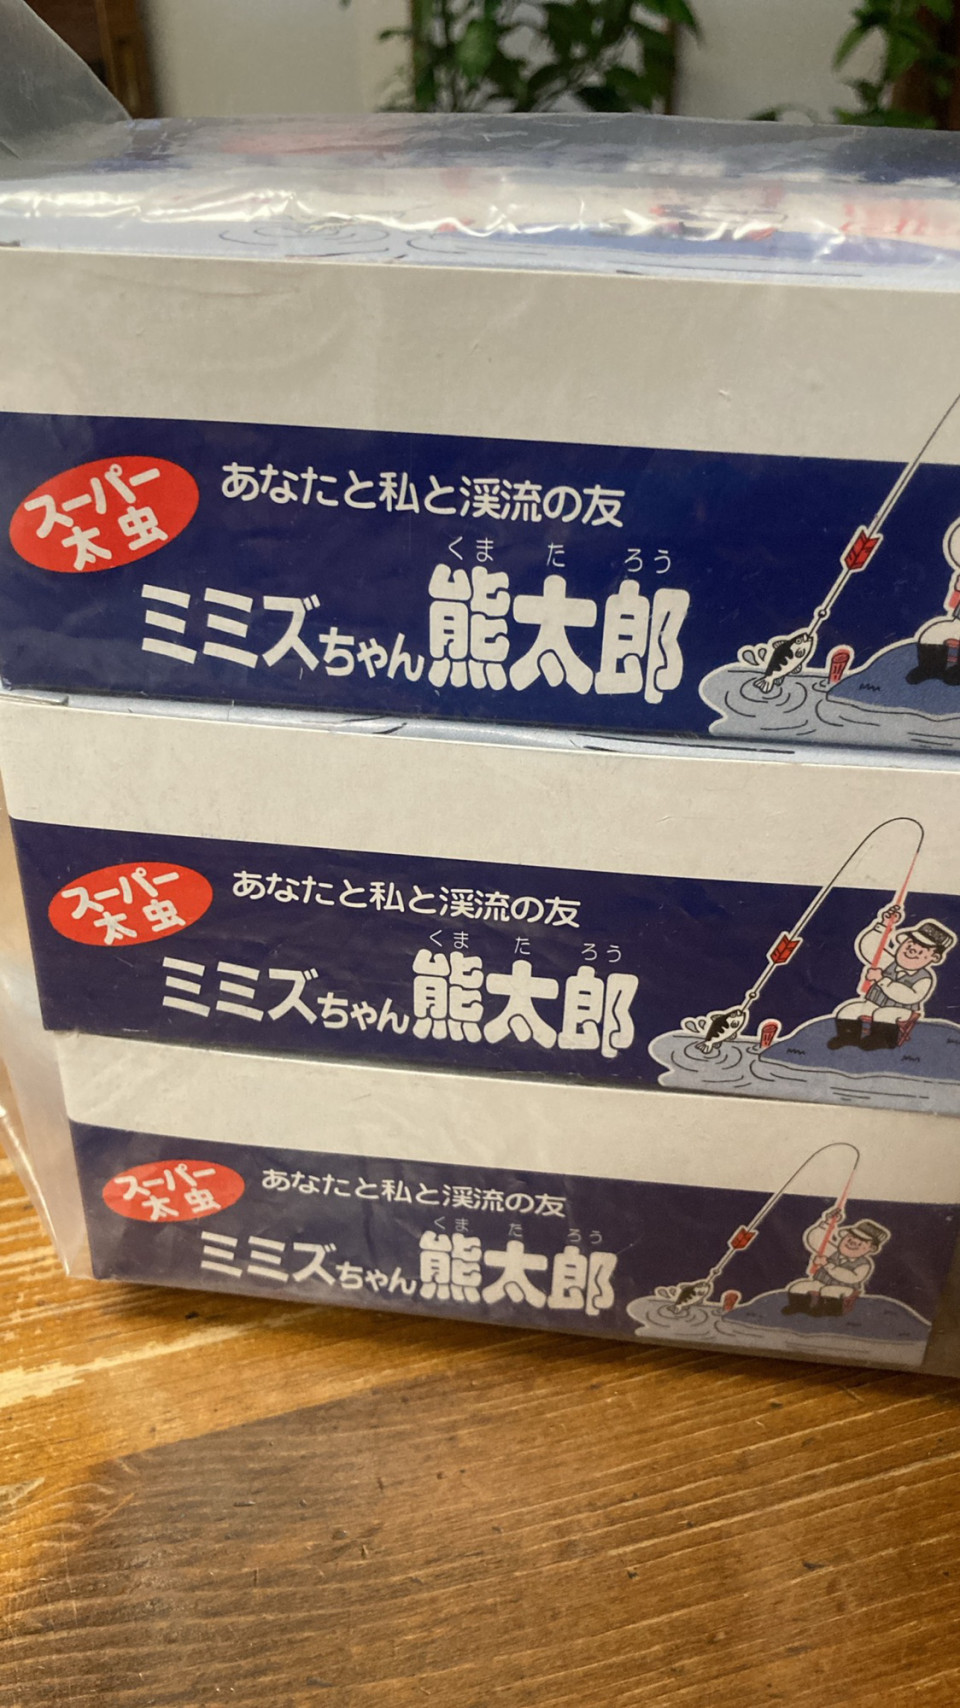 スーパー
太虫
あなたと私と渓流の友
くまたろう
ミミズちゃん熊太郎
スーパー
太虫
あなたと私と渓流の友
くまたろう
ミミズちゃん熊太郎
スーパー
太虫
あなたと私と渓流の友
くまたろう
ミミズちゃん熊太郎